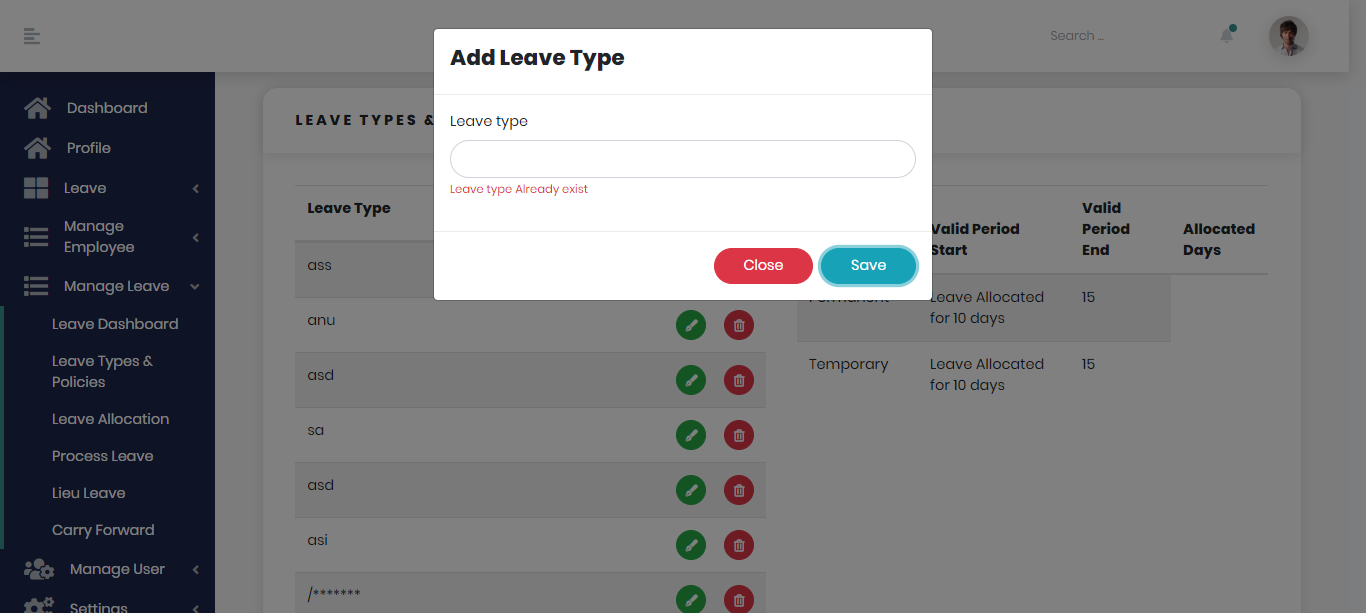 Search ...
Dashboard
Profile
Leave
Manage
Employee
Manage Leave
Leave Dashboard
Leave Types &
Policies
Leave Allocation
Process Leave
Lieu Leave
Carry Forward
Manage User
Settings
Add Leave Type
Leave type
Leave type Already exist
Close
Save
LEAVE TYPES &
Leave Type
ass
anu
asd
sa
asd
asi
/*******
Valid Period
Start
Valid
Period
End
Allocated
Days
Permanent
Leave Allocated
for 10 days
15
Temporary
Leave Allocated
for 10 days
15